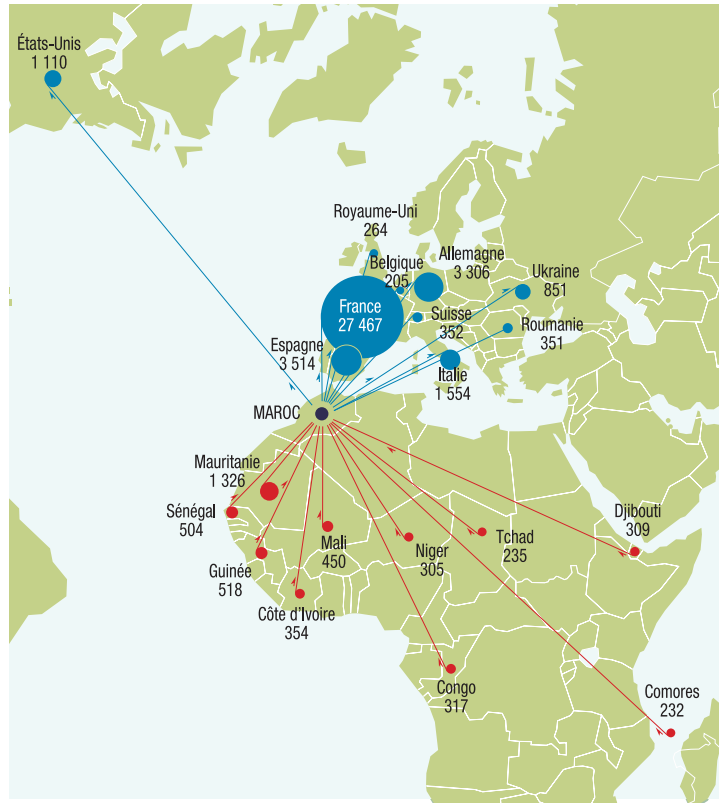 États-Unis
1 110
Royaume-Uni
264
Belgique
205
Allemagne
3 306
Ukraine
851
France
27 467
Suisse
352
Roumanie
351
Espagne
3 514
Italie
1 554
MAROC
Mauritanie
1 326
Sénégal
504
Mali
450
Niger
305
Tchad
235
Djibouti
309
Guinée
518
Côte d'Ivoire
354
Congo
317
Comores
232